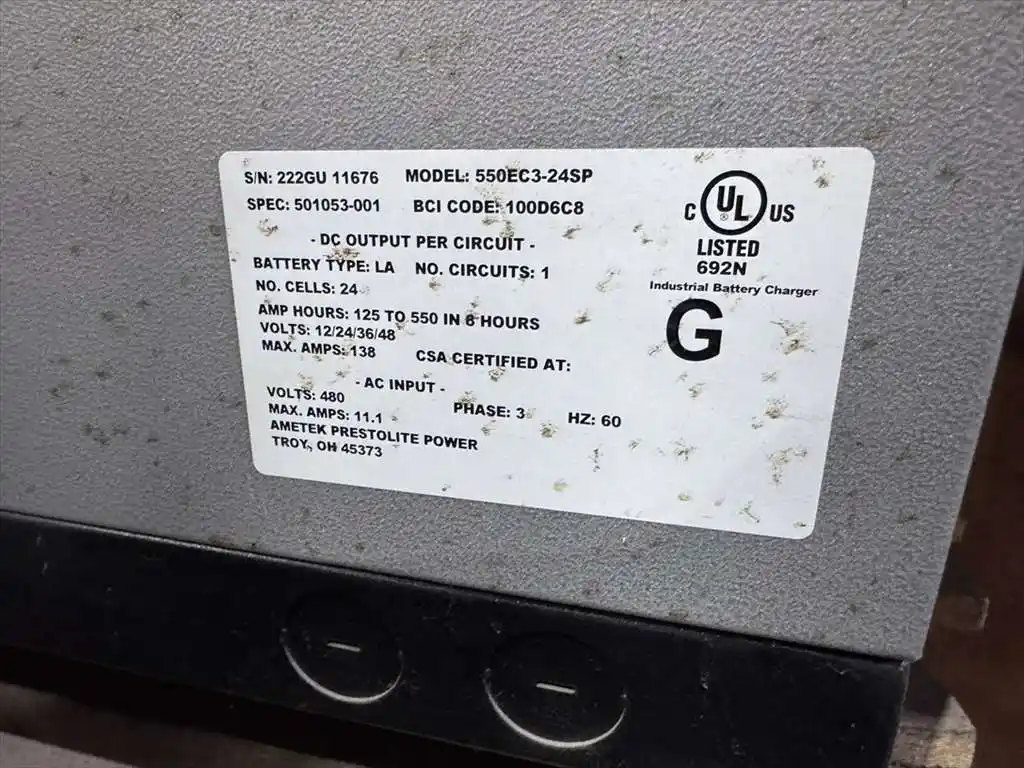 S/N: 222GU 11676 MODEL: 550EC3-24SP
SPEC: 501053-001 BCI CODE: 100D6C8
- DC OUTPUT PER CIRCUIT -
BATTERY TYPE: LA NO. CIRCUITS: 1
NO. CELLS: 24
AMP HOURS: 125 TO 550 IN 8 HOURS
VOLTS: 12/24/36/48
MAX. AMPS: 138 CSA CERTIFIED AT:
- AC INPUT -
VOLTS: 480 PHASE: 3 HZ: 60
MAX. AMPS: 11.1
AMETEK PRESTOLITE POWER
TROY, OH 45373
C UL ® US
LISTED
692N
Industrial Battery Charger
G